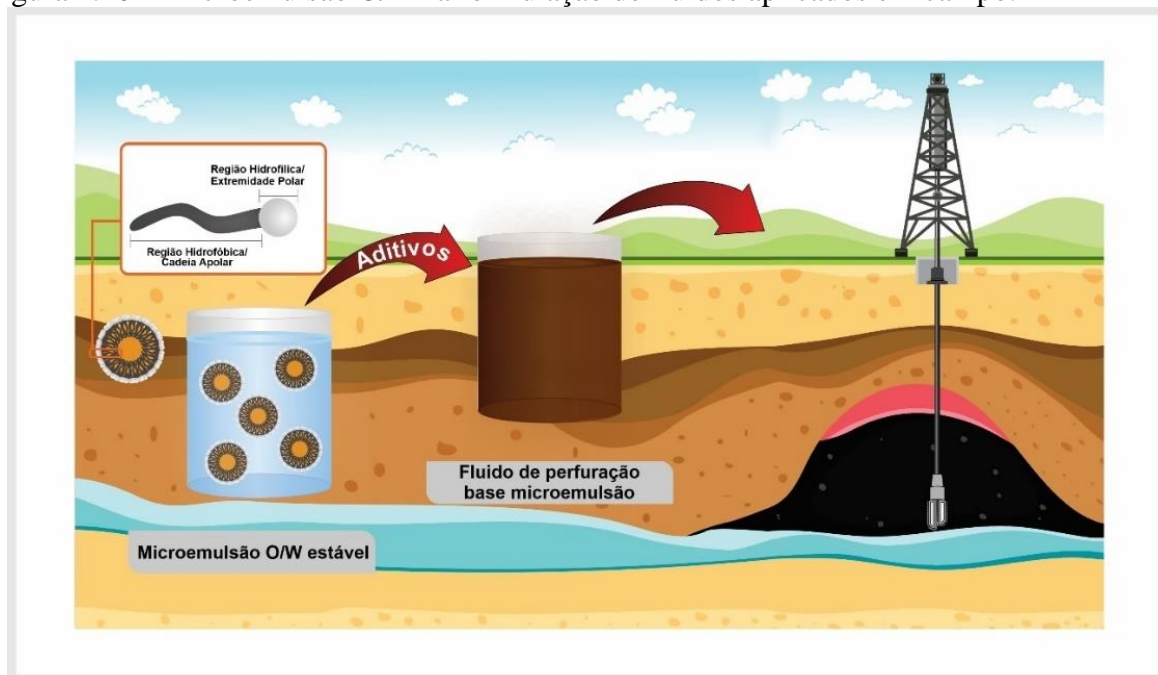 Região Hidrofílica/
Extremidade Polar
Região Hidrofóbica/
Cadeia Apolar
Aditivos
Fluido de perfuração
base microemulsão
Microemulsão O/W estável